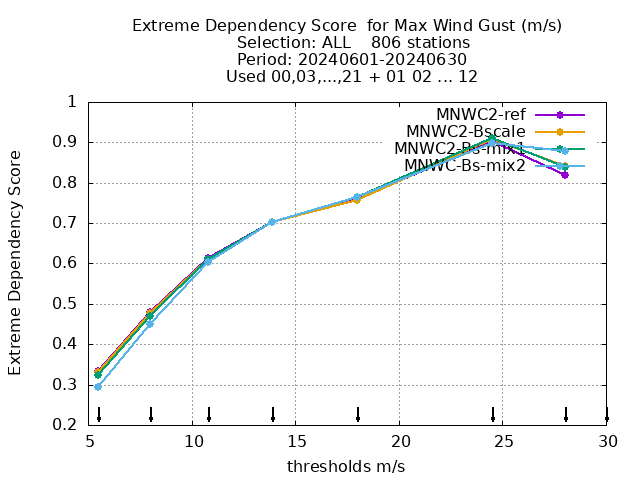 Extreme Dependency Score  for Max Wind Gust (m/s)
Selection: ALL    806 stations
Period: 20240601-20240630
Used 00,03,...,21 + 01 02 ... 12
MNWC2-ref
MNWC2-Bscale
MNWC2-Bs-mix1
MNWC-Bs-mix2
Extreme Dependency Score
1
0.9
0.8
0.7
0.6
0.5
0.4
0.3
0.2
5
10
15
20
25
30
thresholds m/s